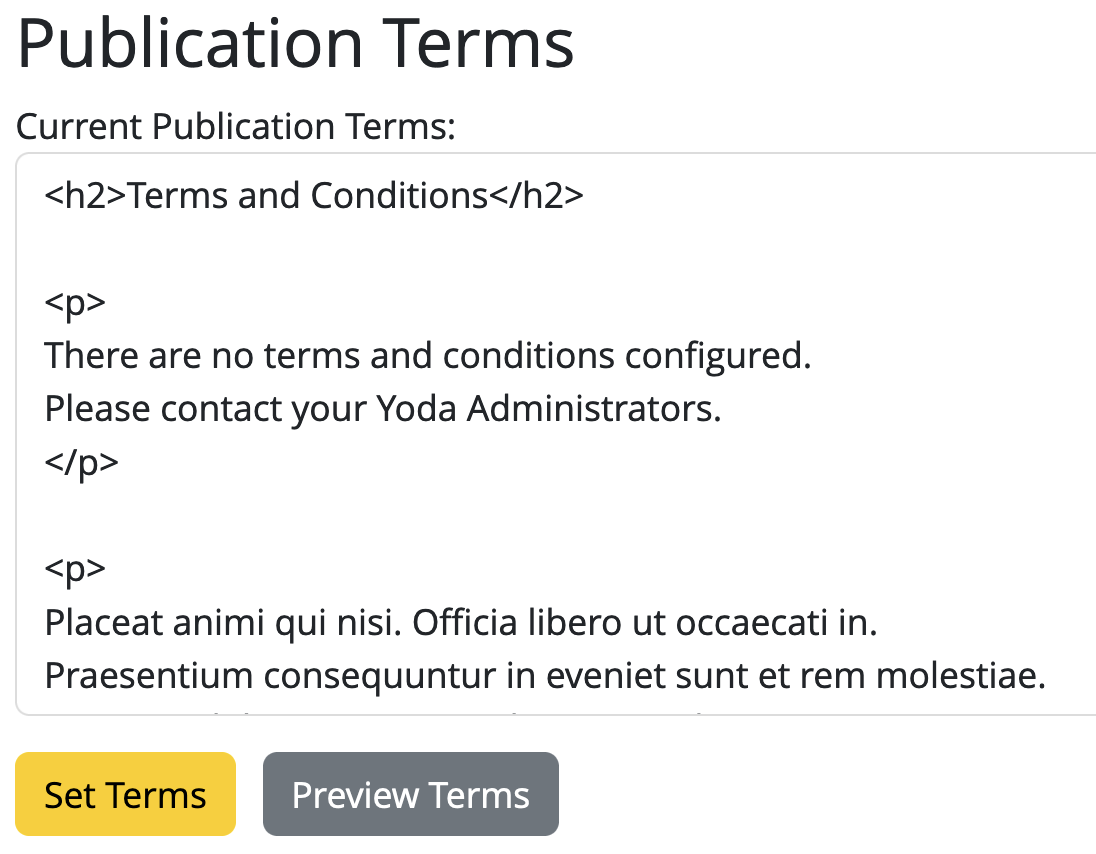 Publication Terms
Current Publication Terms:
<h2>Terms and Conditions</h2>
<p>
There are no terms and conditions configured.
Please contact your Yoda Administrators.
</p>
<p>
Placeat animi qui nisi. Officia libero ut occaecati in.
Praesentium consequuntur in eveniet sunt et rem molestiae.
Set Terms
Preview Terms